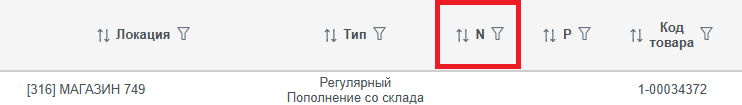 Локация Тип N P Код
товара
[316] МАГАЗИН 749 Регулярный 1-00034372
Пополнение со склада